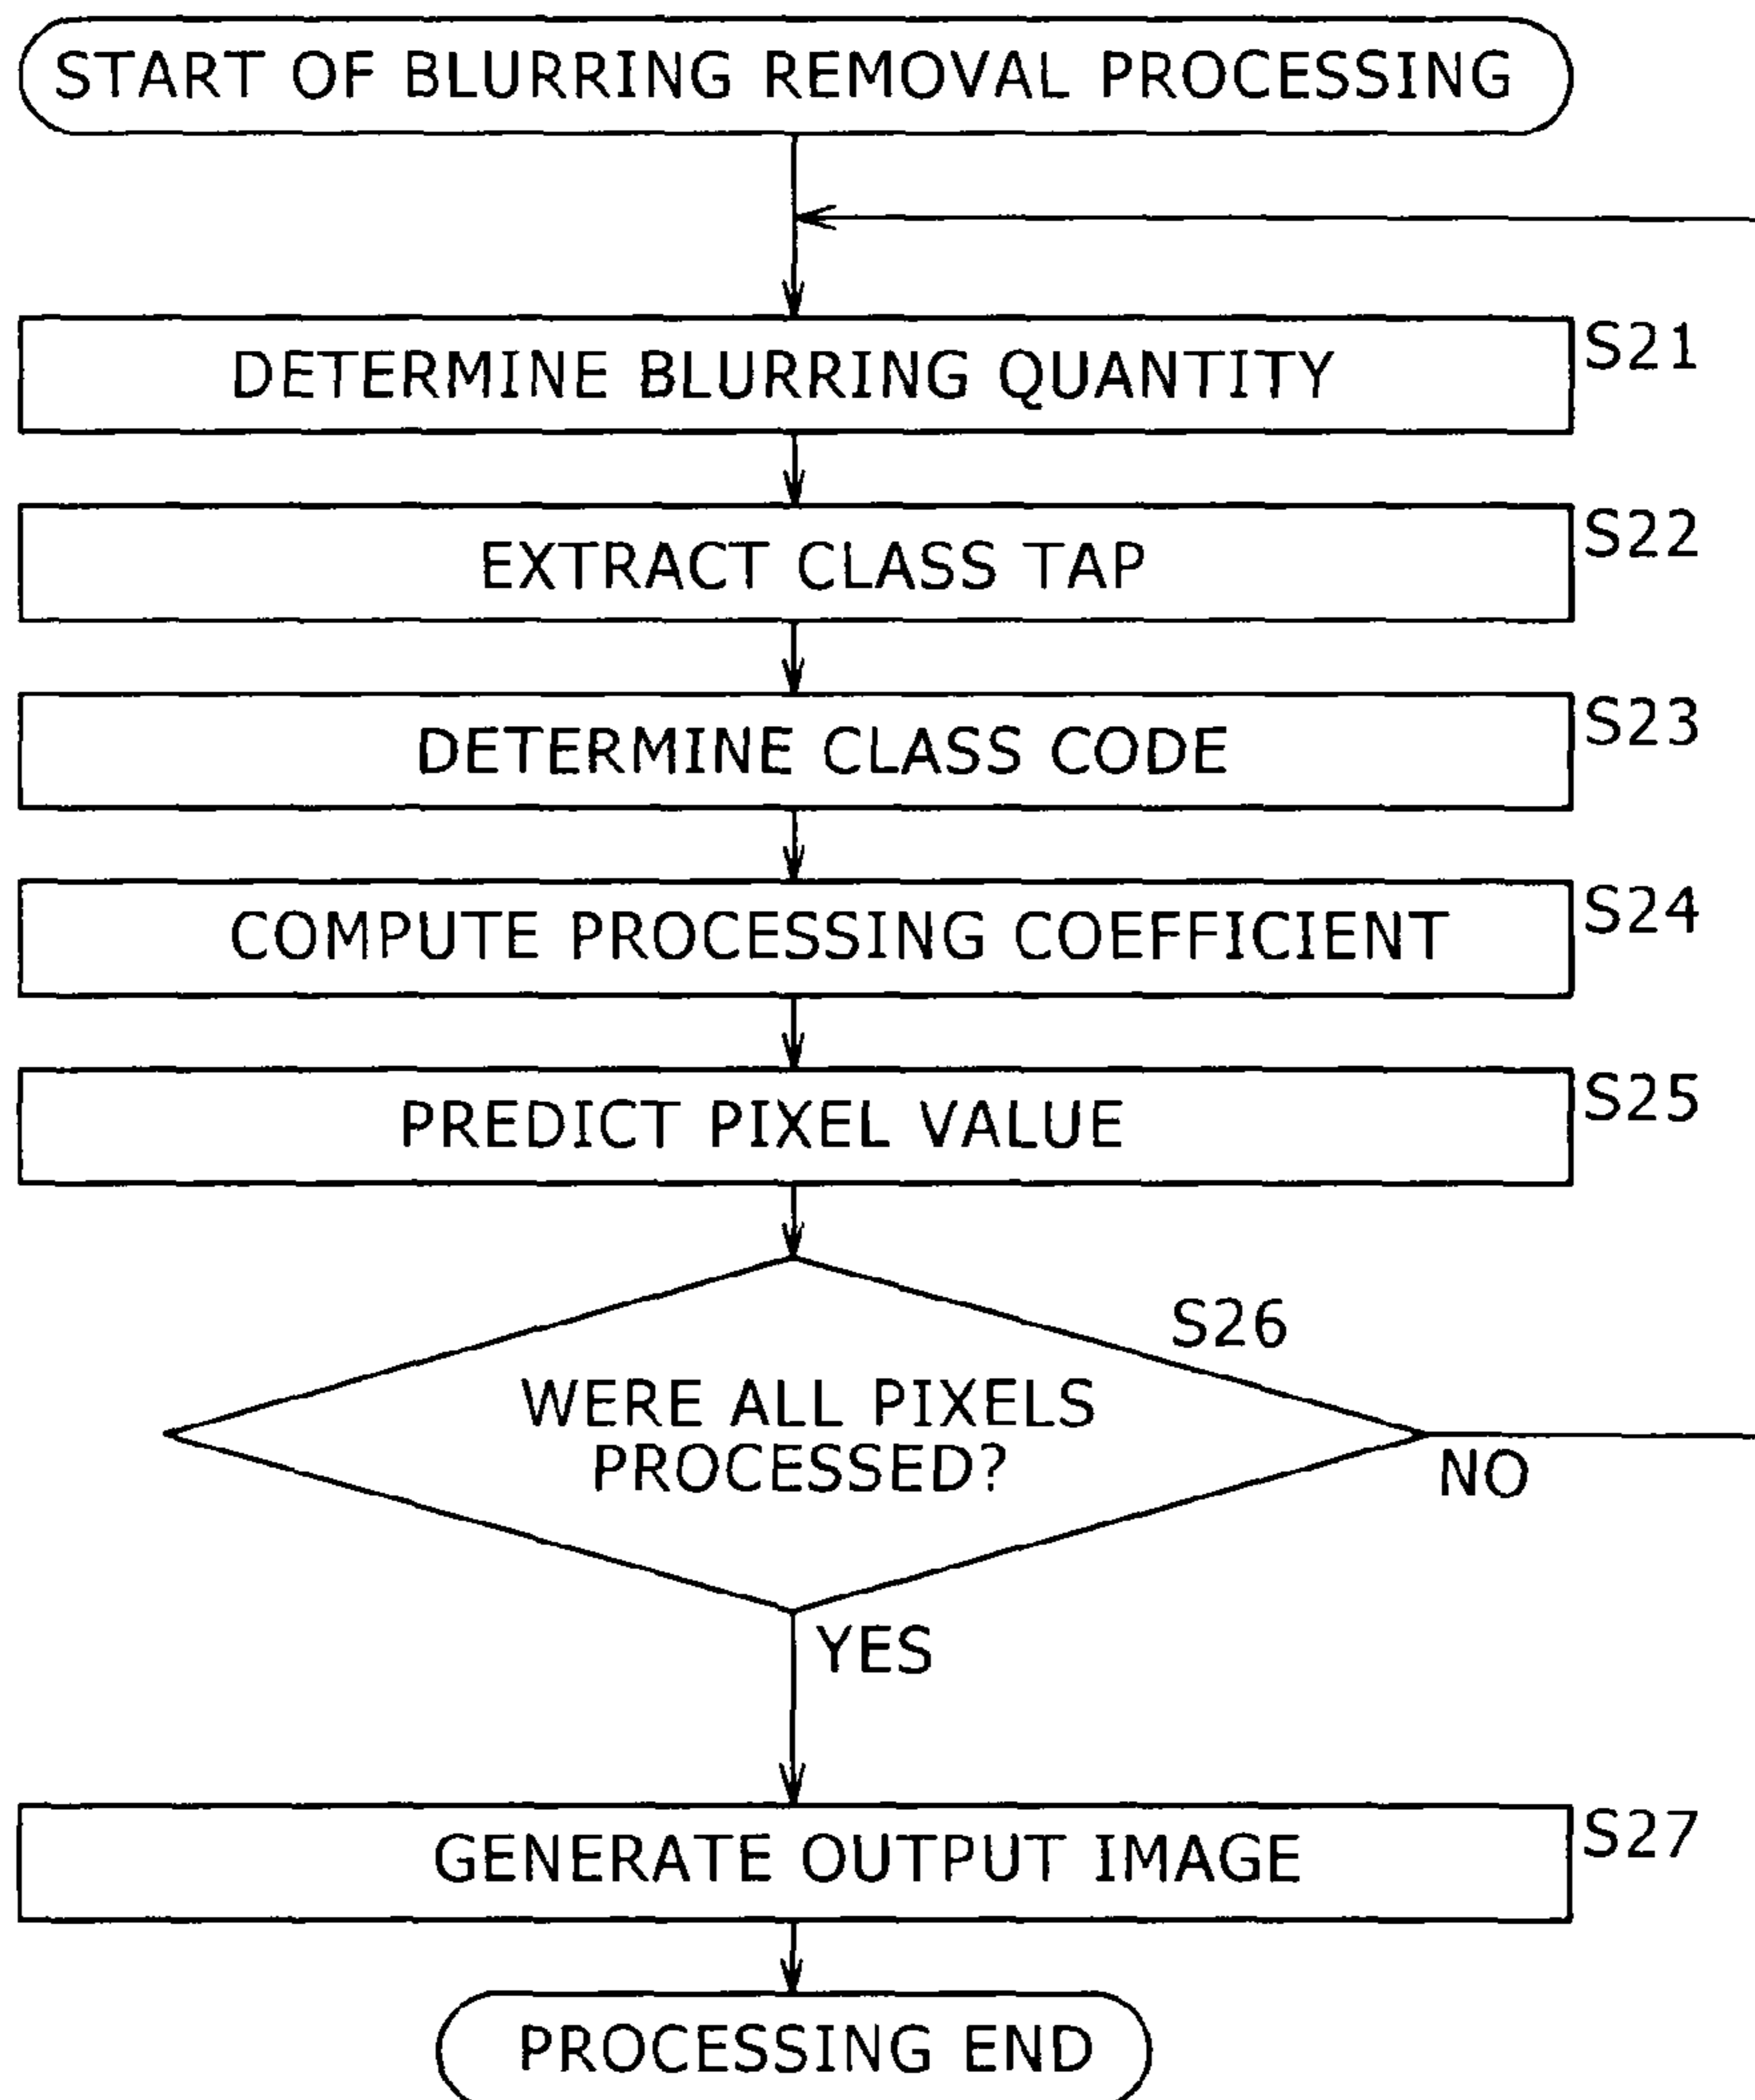 START OF BLURRING REMOVAL PROCESSING
DETERMINE BLURRING QUANTITY
S21
EXTRACT CLASS TAP
S22
DETERMINE CLASS CODE
S23
COMPUTE PROCESSING COEFFICIENT
S24
PREDICT PIXEL VALUE
S25
S26
WERE ALL PIXELS
PROCESSED?
NO
YES
GENERATE OUTPUT IMAGE
S27
PROCESSING END